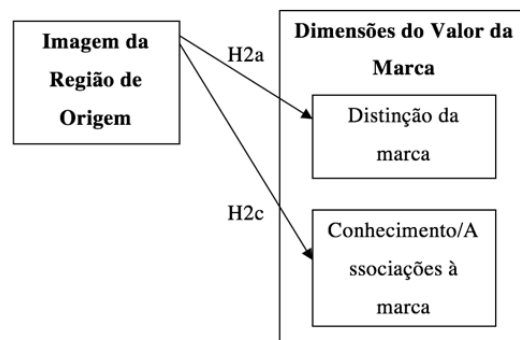 Imagem da
Região de
Origem
H2a
H2c
Dimensões do Valor da
Marca
Distinção da
marca
Conhecimento/A
ssociações à
marca